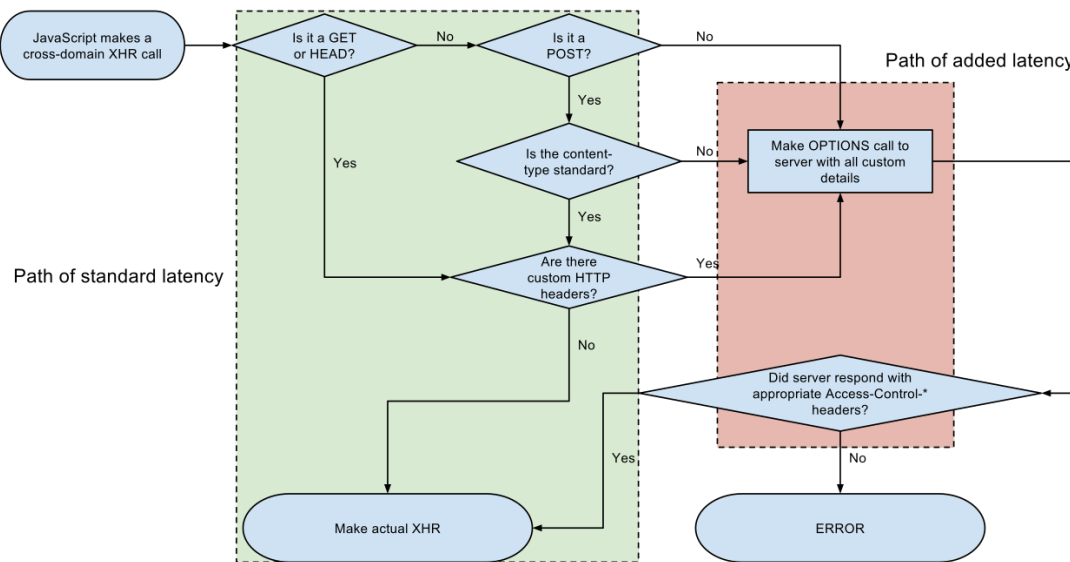 JavaScript makes a
cross-domain XHR call
Is it a GET
or HEAD?
No
Is it a
POST?
No
Path of added latency
Yes
Yes
Is the content-
type standard?
No
Make OPTIONS call to
server with all custom
details
Yes
Path of standard latency
Are there
custom HTTP
headers?
Yes
No
Did server respond with
appropriate Access-Control-*
headers?
Yes
No
Make actual XHR
ERROR